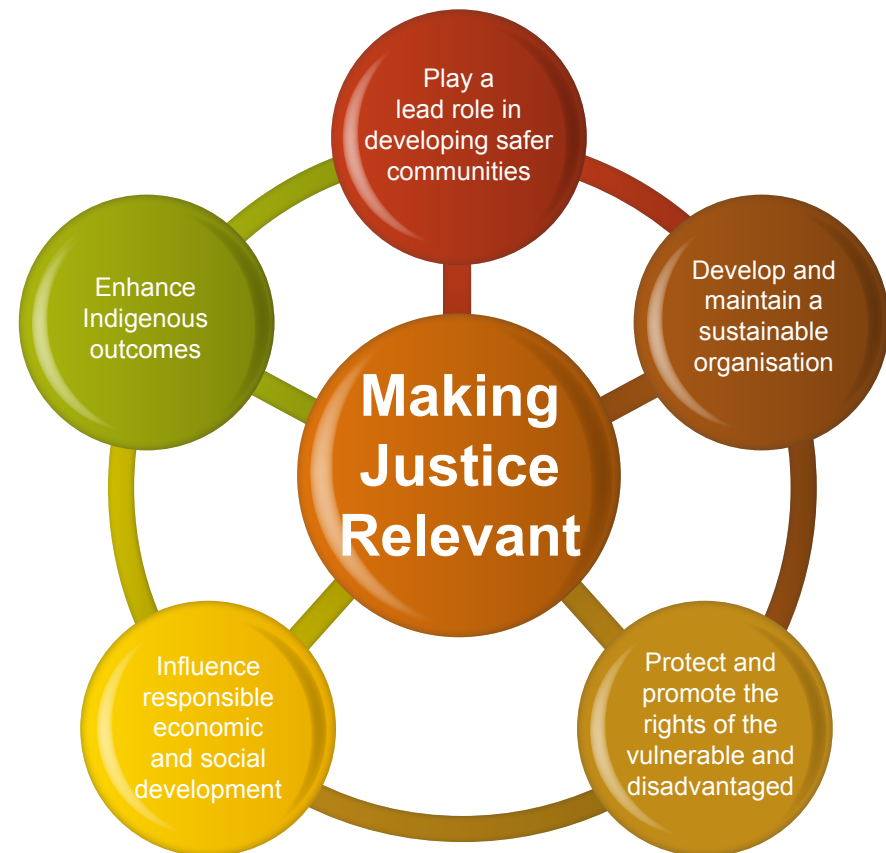 Play a
lead role in
developing safer
communities
Develop and
maintain a
sustainable
organisation
Protect and
promote the
rights of the
vulnerable and
disadvantaged
Influence
responsible
economic
and social
development
Enhance
Indigenous
outcomes
Making
Justice
Relevant